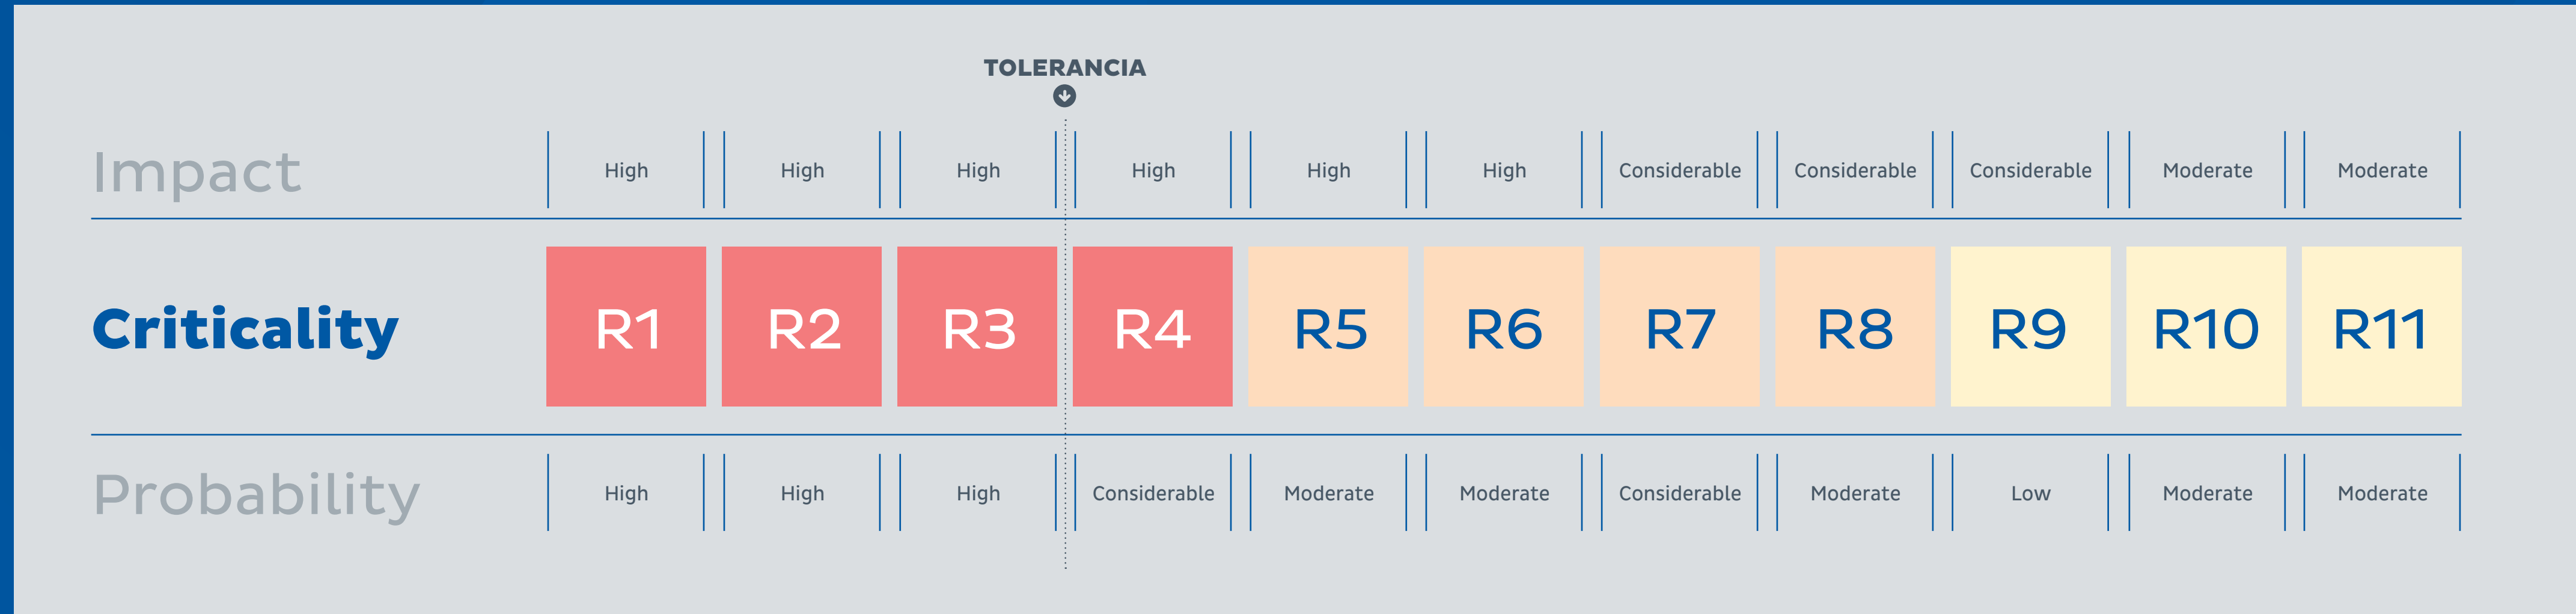 TOLERANCIA
Impact High High High High High High Considerable Considerable Considerable Moderate Moderate
Criticality R1 R2 R3 R4 R5 R6 R7 R8 R9 R10 R11
Probability High High High Considerable Moderate Moderate Considerable Moderate Low Moderate Moderate